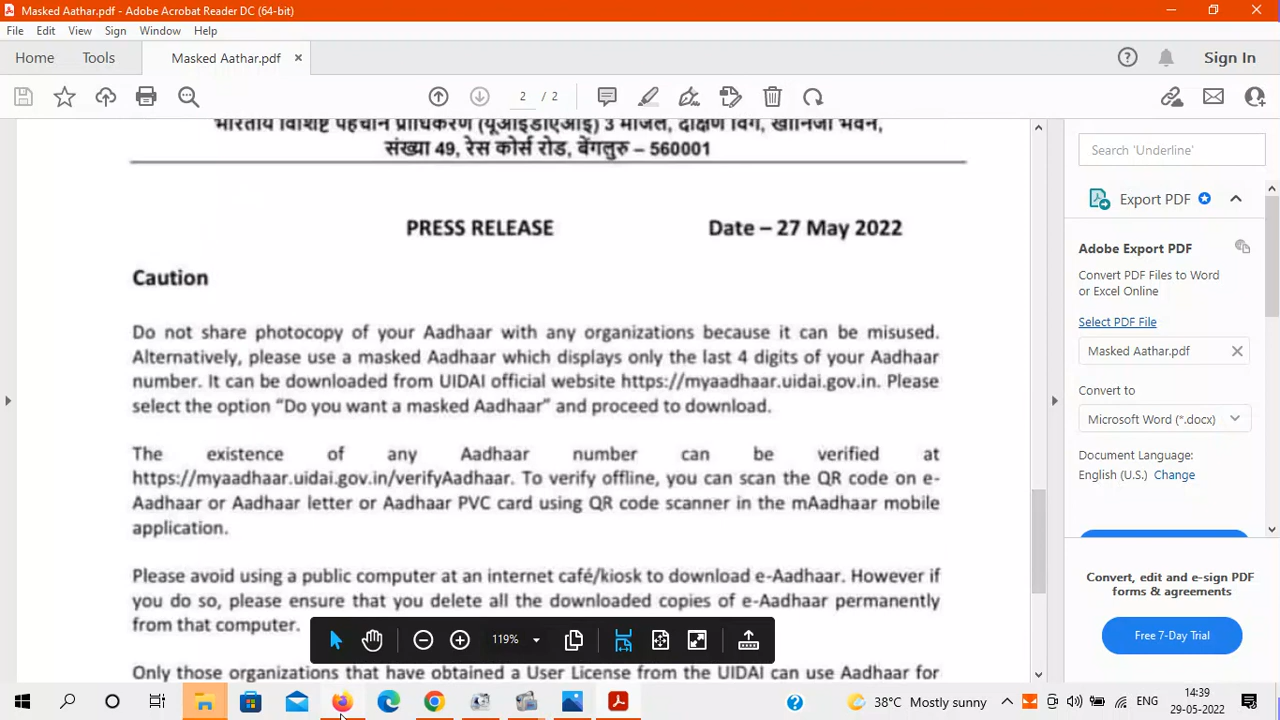 Masked Aathar.pdf - Adobe Acrobat Reader DC (64-bit)
File Edit View Sign Window Help
Home Tools Masked Aathar.pdf Sign In
2 / 2
भारतीय विशिष्ट पहचान प्राधिकरण (यूआईडीएआई) 3 मंजिल, दक्षिण विंग, खनिजा भवन,
संख्या 49, रेस कोर्स रोड, बेंगलुरु – 560001
PRESS RELEASE Date – 27 May 2022
Caution
Do not share photocopy of your Aadhaar with any organizations because it can be misused.
Alternatively, please use a masked Aadhaar which displays only the last 4 digits of your Aadhaar
number. It can be downloaded from UIDAI official website https://myaadhaar.uidai.gov.in. Please
select the option “Do you want a masked Aadhaar” and proceed to download.
The existence of any Aadhaar number can be verified at
https://myaadhaar.uidai.gov.in/verifyAadhaar. To verify offline, you can scan the QR code on e-
Aadhaar or Aadhaar letter or Aadhaar PVC card using QR code scanner in the mAadhaar mobile
application.
Please avoid using a public computer at an internet café/kiosk to download e-Aadhaar. However if
you do so, please ensure that you delete all the downloaded copies of e-Aadhaar permanently
from that computer.
Only those organizations that have obtained a User License from the UIDAI can use Aadhaar for
119%
Search 'Underline'
Export PDF
Adobe Export PDF
Convert PDF Files to Word
or Excel Online
Select PDF File
Masked Aathar.pdf
Convert to
Microsoft Word (*.docx)
Document Language:
English (U.S.) Change
Convert, edit and e-sign PDF
forms & agreements
Free 7-Day Trial
38°C Mostly sunny
ENG
14:39
29-05-2022